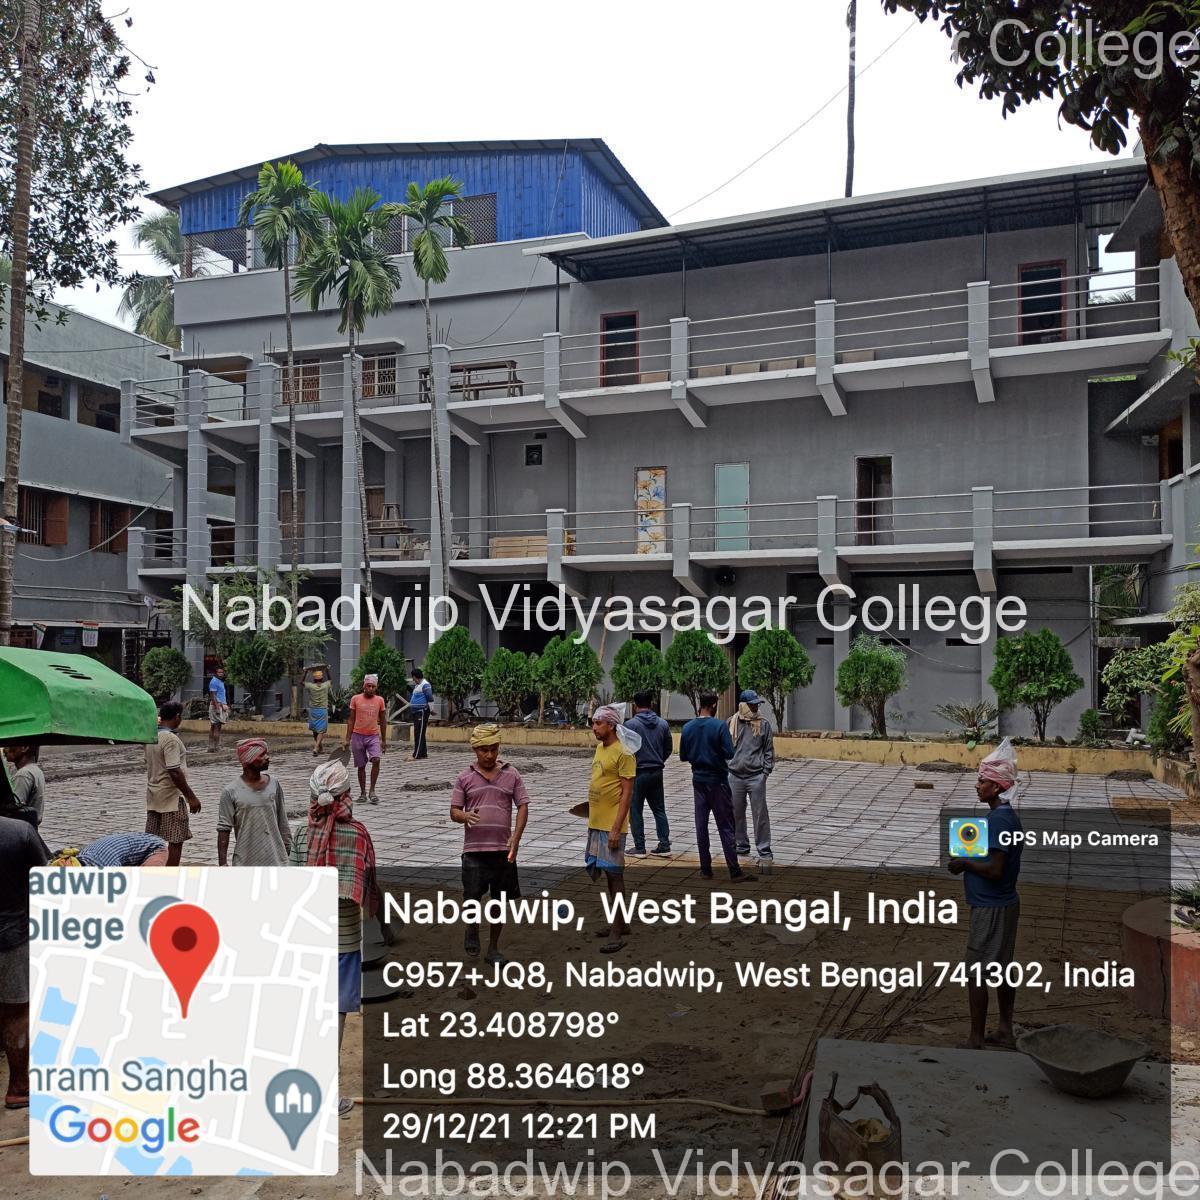 r College
Nabadwip Vidyasagar College
GPS Map Camera
adwip
ollege
Nabadwip, West Bengal, India
C957+JQ8, Nabadwip, West Bengal 741302, India
Lat 23.408798°
Long 88.364618°
29/12/21 12:21 PM
hram Sangha
Google
Nabadwip Vidyasagar College